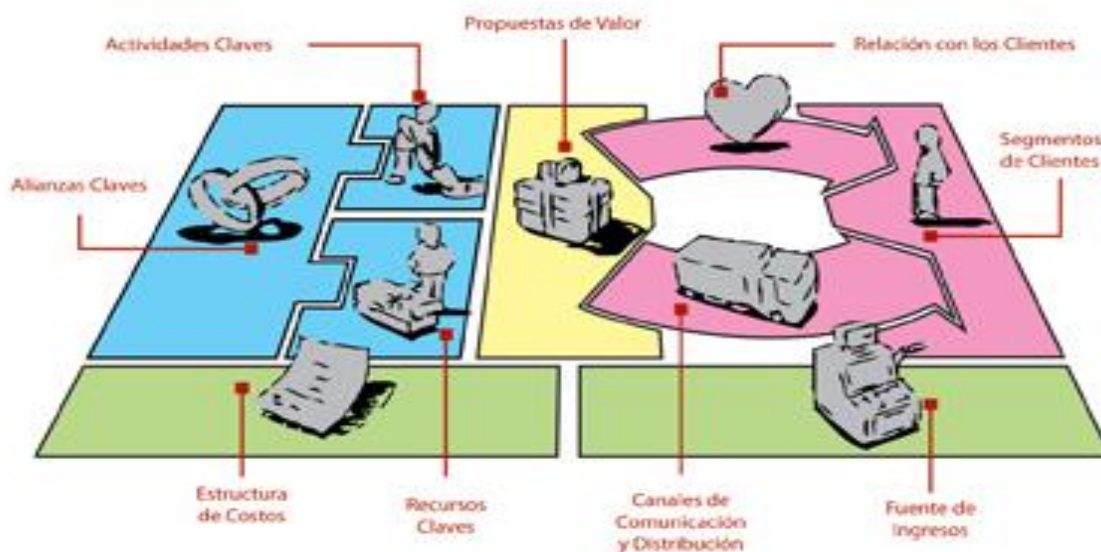 Propuestas de Valor
Actividades Claves
Relación con los Clientes
Segmentos
de Clientes
Alianzas Claves
Estructura
de Costos
Recursos
Claves
Canales de
Comunicación
y Distribución
Fuente de
Ingresos